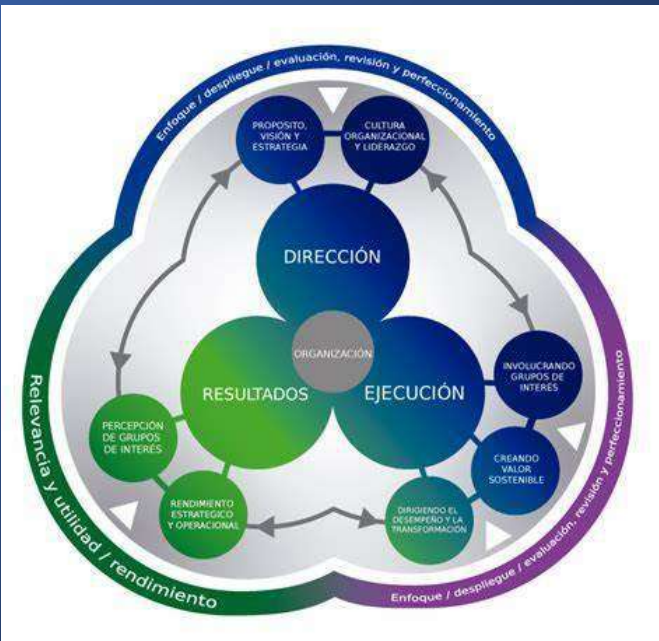 Enfoque / despliegue / evaluación, revisión y perfeccionamiento
PROPOSITO,
VISIÓN Y
ESTRATEGIA
CULTURA
ORGANIZACIONAL
Y LIDERAZGO
DIRECCIÓN
ORGANIZACIÓN
RESULTADOS
EJECUCIÓN
INVOLUCRANDO
GRUPOS DE
INTERÉS
CREANDO
VALOR
SOSTENIBLE
DIRIGIENDO EL
DESEMPEÑO Y LA
TRANSFORMACIÓN
PERCEPCIÓN
DE GRUPOS
DE INTERÉS
RENDIMIENTO
ESTRATEGICO
Y OPERACIONAL
Relevancia y utilidad / rendimiento
Enfoque / despliegue / evaluación, revisión y perfeccionamiento